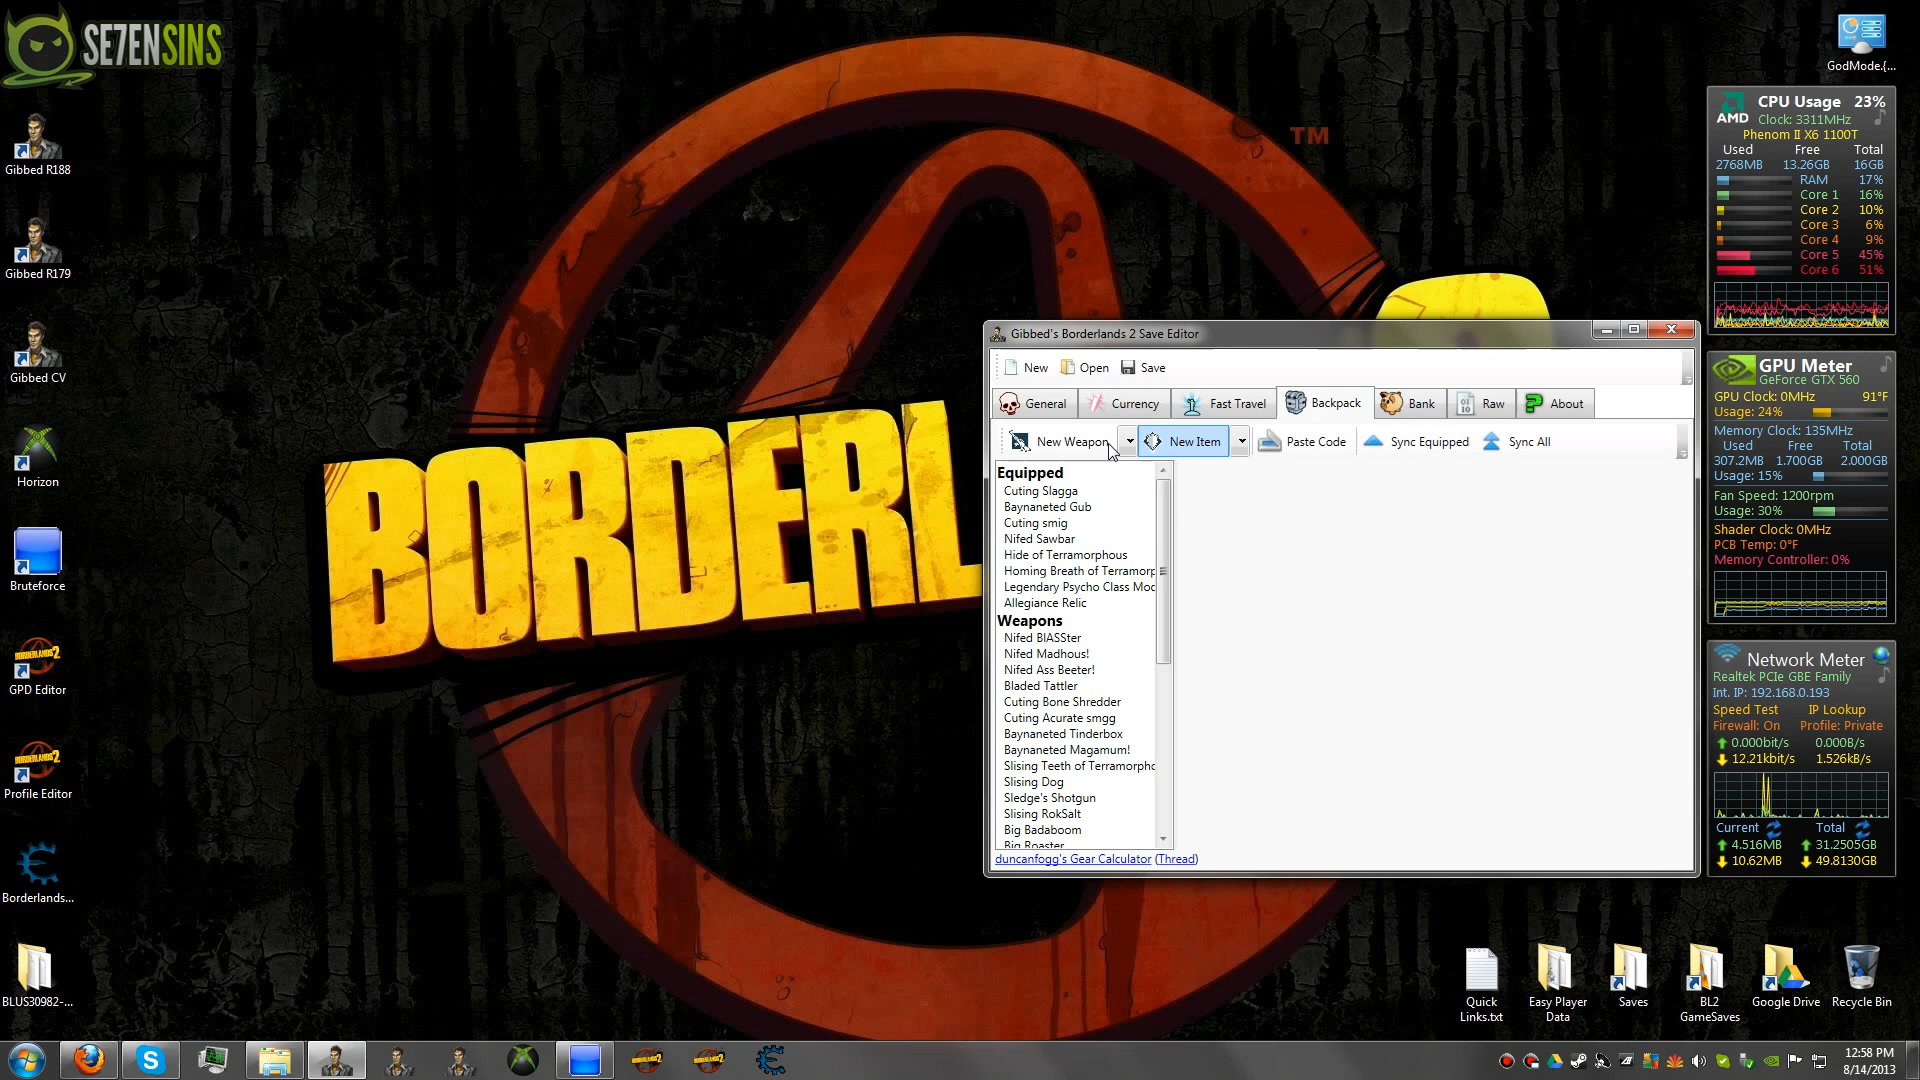 SE7ENSINS
Gibbed R188
Gibbed R179
Gibbed CV
Horizon
Bruteforce
GPD Editor
Profile Editor
Borderlands...
BLUS30982-...
TM
BORDERL
Gibbed's Borderlands 2 Save Editor
New Open Save
General Currency Fast Travel Backpack Bank Raw About
New Weapon New Item Paste Code Sync Equipped Sync All
Equipped
Cuting Slagga
Baynaneted Gub
Cuting smig
Nifed Sawbar
Hide of Terramorphous
Homing Breath of Terramorp
Legendary Psycho Class Mod
Allegiance Relic
Weapons
Nifed BlASSter
Nifed Madhous!
Nifed Ass Beeter!
Bladed Tattler
Cuting Bone Shredder
Cuting Acurate smgg
Baynaneted Tinderbox
Baynaneted Magamum!
Slising Teeth of Terramorpho
Slising Dog
Sledge's Shotgun
Slising RokSalt
Big Badaboom
Big Roaster
duncanfogg's Gear Calculator (Thread)
GodMode.{...
AMD
CPU Usage 23%
Clock: 3311MHz
Phenom II X6 1100T
Used Free Total
2768MB 13.26GB 16GB
RAM 17%
Core 1 16%
Core 2 10%
Core 3 6%
Core 4 9%
Core 5 45%
Core 6 51%
GPU Meter
GeForce GTX 560
GPU Clock: 0MHz 91°F
Usage: 24%
Memory Clock: 135MHz
Used Free Total
307.2MB 1.700GB 2.000GB
Usage: 15%
Fan Speed: 1200rpm
Usage: 30%
Shader Clock: 0MHz
PCB Temp: 0°F
Memory Controller: 0%
Network Meter
Realtek PCIe GBE Family
Int. IP: 192.168.0.193
Speed Test IP Lookup
Firewall: On Profile: Private
0.000bit/s 0.000B/s
12.21kbit/s 1.526kB/s
Current Total
4.516MB 31.2505GB
10.62MB 49.8130GB
Quick Links.txt
Easy Player Data
Saves
BL2 GameSaves
Google Drive
Recycle Bin
12:58 PM
8/14/2013